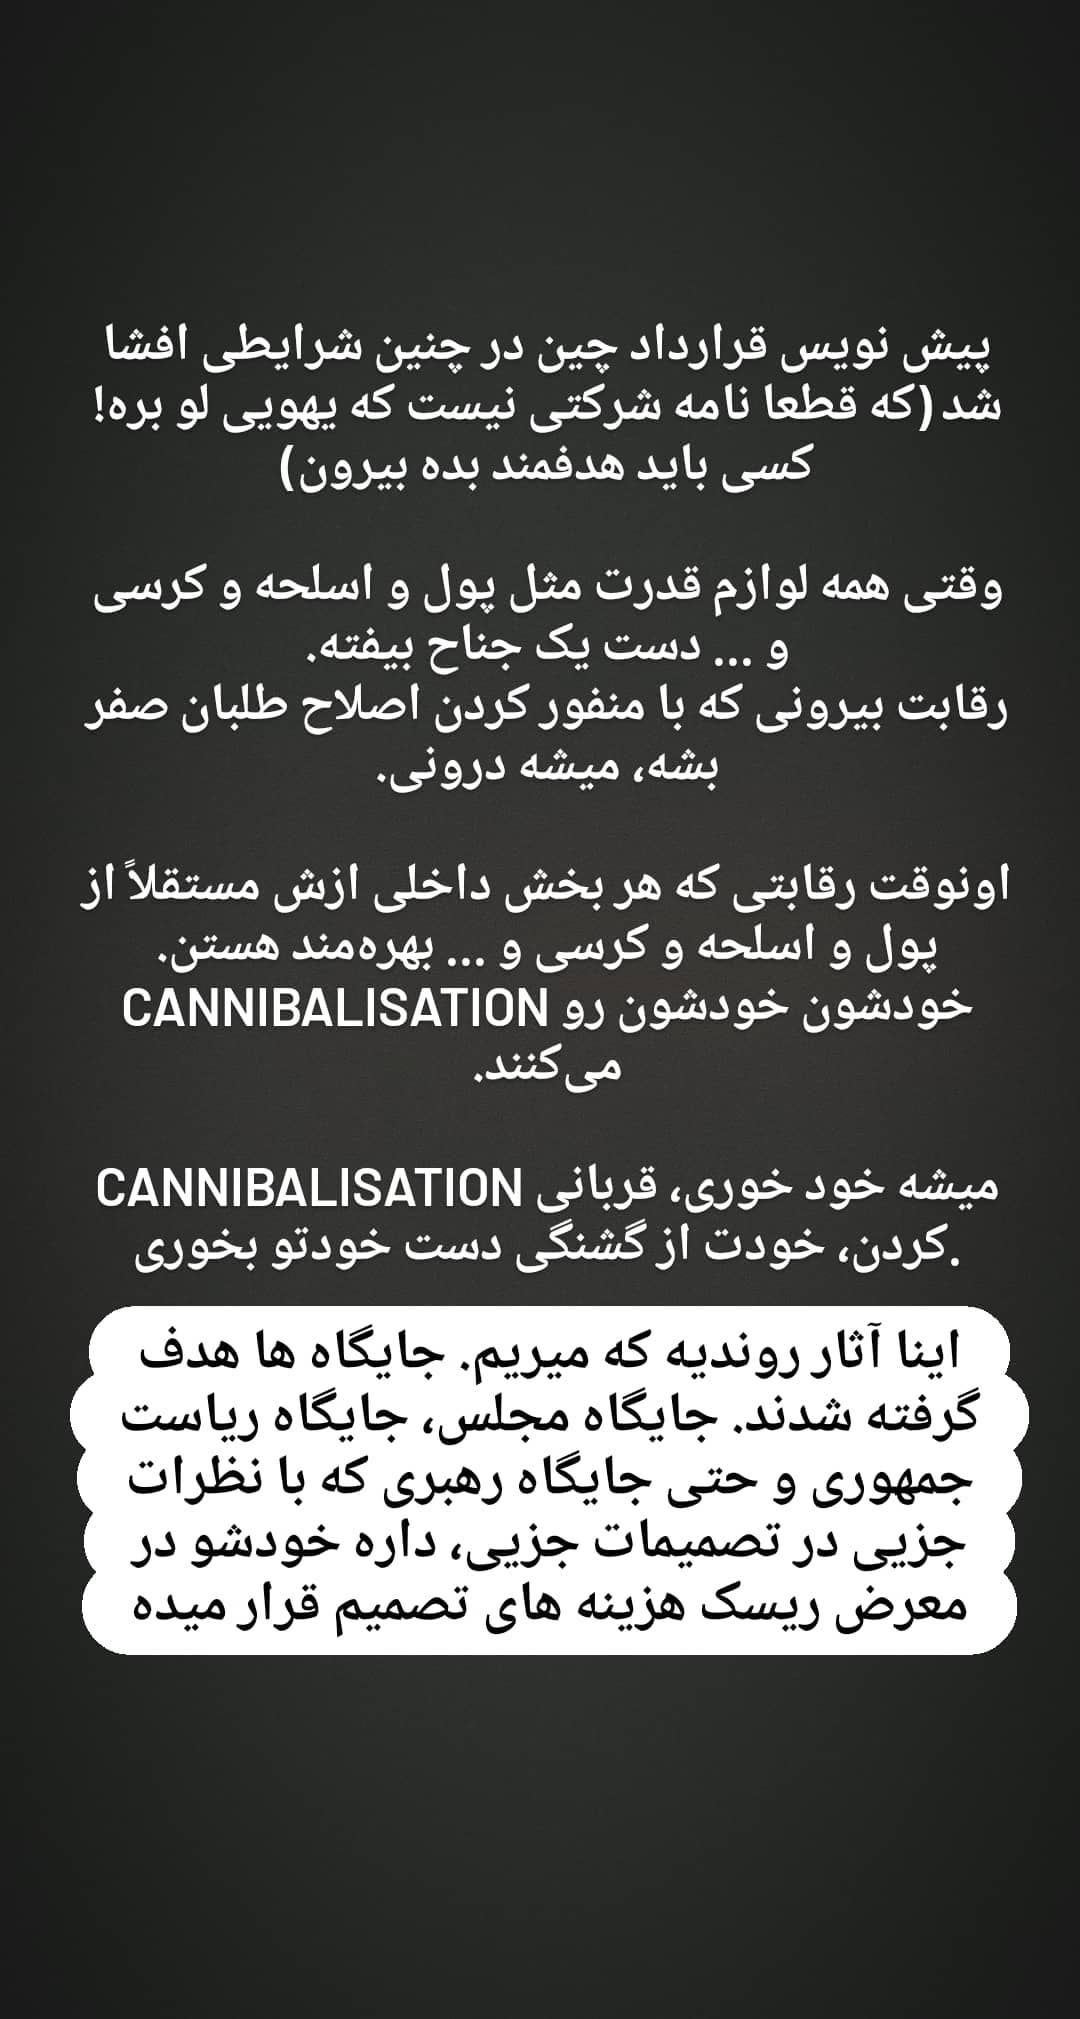 پیش نویس قرارداد چین در چنین شرایطی افشا
شد (که قطعا نامه شرکتی نیست که یهویی لو بره!
کسی باید هدفمند بده بیرون)
وقتی همه لوازم قدرت مثل پول و اسلحه و کرسی
و ... دست یک جناح بیفته.
رقابت بیرونی که با منفور کردن اصلاح طلبان صفر
بشه، میشه درونی.
اونوقت رقابتی که هر بخش داخلی ازش مستقلاً از
پول و اسلحه و کرسی و ... بهره‌مند هستن.
خودشون خودشون رو CANNIBALISATION
می‌کنند.
میشه خود خوری، قربانی CANNIBALISATION
.کردن، خودت از گشنگی دست خودتو بخوری
اینا آثار روندیه که میریم. جایگاه ها هدف
گرفته شدند. جایگاه مجلس، جایگاه ریاست
جمهوری و حتی جایگاه رهبری که با نظرات
جزیی در تصمیمات جزیی، داره خودشو در
معرض ریسک هزینه های تصمیم قرار میده